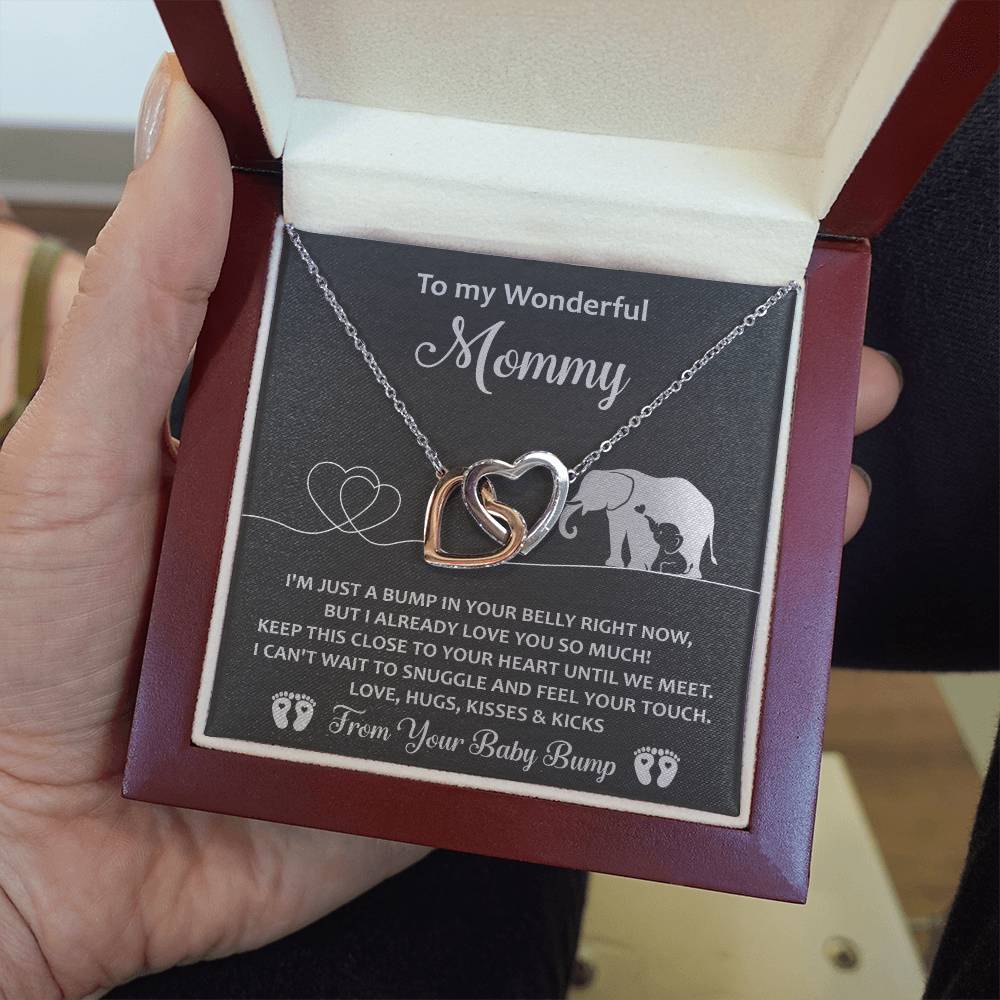 To my Wonderful
Mommy
I'M JUST A BUMP IN YOUR BELLY RIGHT NOW,
BUT I ALREADY LOVE YOU SO MUCH!
KEEP THIS CLOSE TO YOUR HEART UNTIL WE MEET.
I CAN'T WAIT TO SNUGGLE AND FEEL YOUR TOUCH.
LOVE, HUGS, KISSES & KICKS
From Your Baby Bump